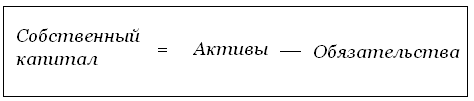 Собственный
капитал = Активы — Обязательства